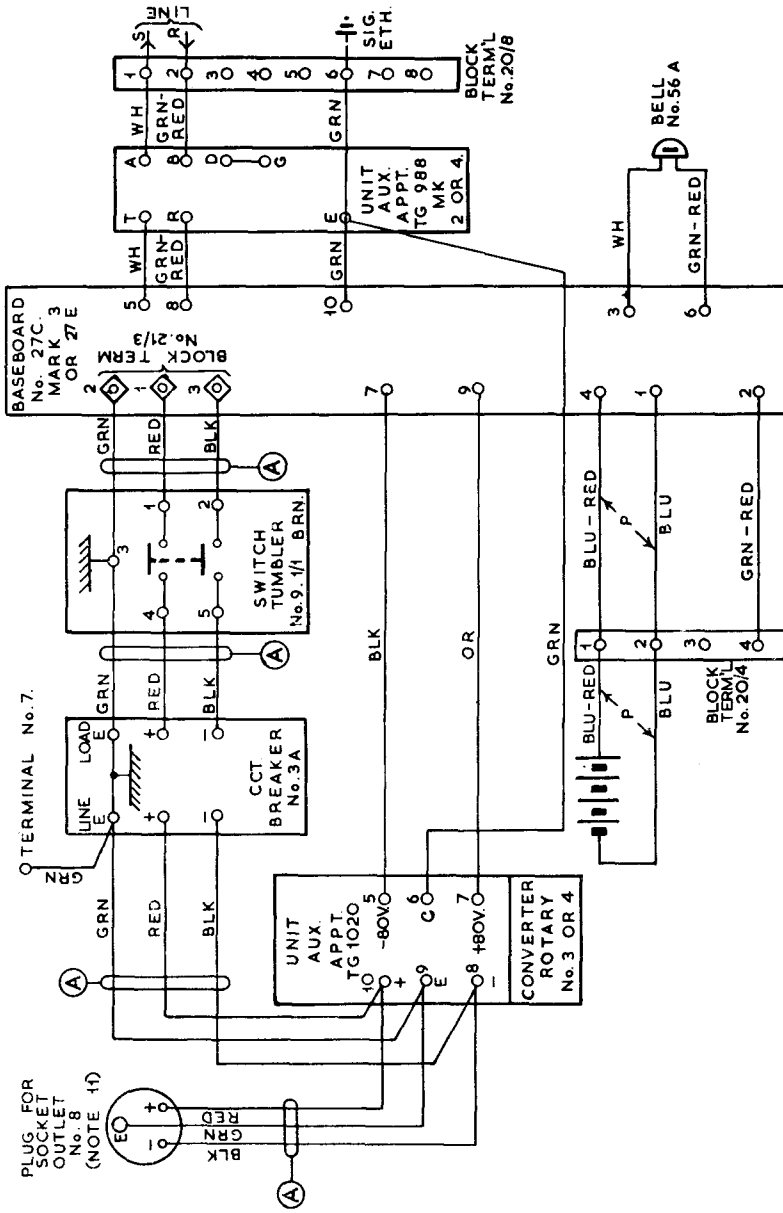 PLUG FOR
SOCKET
OUTLET
No. 8
(NOTE 11)
E
+
−
RED
GRN
BLK
A
A
GRN
RED
BLK
TERMINAL No. 7.
GRN
LINE LOAD
E E
+ +
− −
CCT
BREAKER
No. 3A
GRN
RED
BLK
A
3
4 1
5 2
SWITCH
TUMBLER
No. 9. 1/1 BRN.
GRN
RED
BLK
A
BASEBOARD
No. 27C.
MARK 3
OR 27E
2
1
3
BLOCK TERM
No. 21/3
5
8
10
WH
GRN-
RED
GRN
T A
R B
D
G
E
UNIT
AUX.
APPT.
TG 988
MK
2 OR 4.
WH
GRN-
RED
GRN
1
2
3
4
5
6
7
8
S
R
LINE
SIG.
ETH.
BLOCK
TERM'L
No. 20/8
UNIT
AUX.
APPT.
TG 1020
10 5
+ -80V.
9 6
E C
8 7
− +80V.
CONVERTER
ROTARY
No. 3 OR 4
BLK
OR
GRN
7
9
BLU-RED
P
BLU
1
2
3
4
BLOCK
TERM'L
No. 20/4
BLU-RED
P
BLU
GRN-RED
4
1
2
3
6
WH
GRN-RED
BELL
No. 56 A